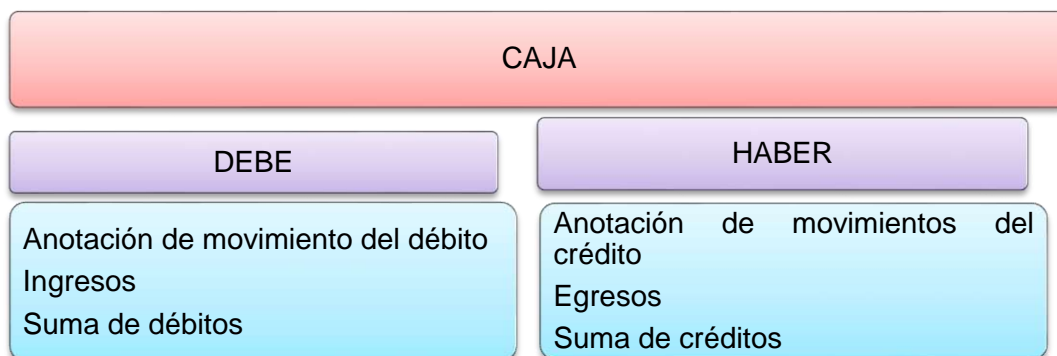 CAJA
DEBE
HABER
Anotación de movimiento del débito
Ingresos
Suma de débitos
Anotación de movimientos del
crédito
Egresos
Suma de créditos